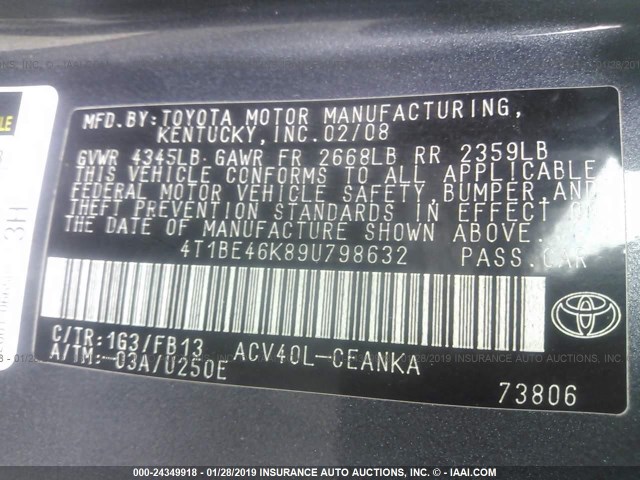 MFD.BY:TOYOTA MOTOR MANUFACTURING,
KENTUCKY,INC.02/08
GVWR 4345LB GAWR FR 2668LB RR 2359LB
THIS VEHICLE CONFORMS TO ALL APPLICABLE
FEDERAL MOTOR VEHICLE SAFETY,BUMPER,AND
THEFT PREVENTION STANDARDS IN EFFECT ON
THE DATE OF MANUFACTURE SHOWN ABOVE.
4T1BE46K89U798632 PASS.CAR
C/TR:1G3/FB13 ACV40L-CEANKA
A/TM:-03A/U250E
73806
TOYOTA
3H
000-24349918 - 01/28/2019 INSURANCE AUTO AUCTIONS, INC. - IAAI.COM